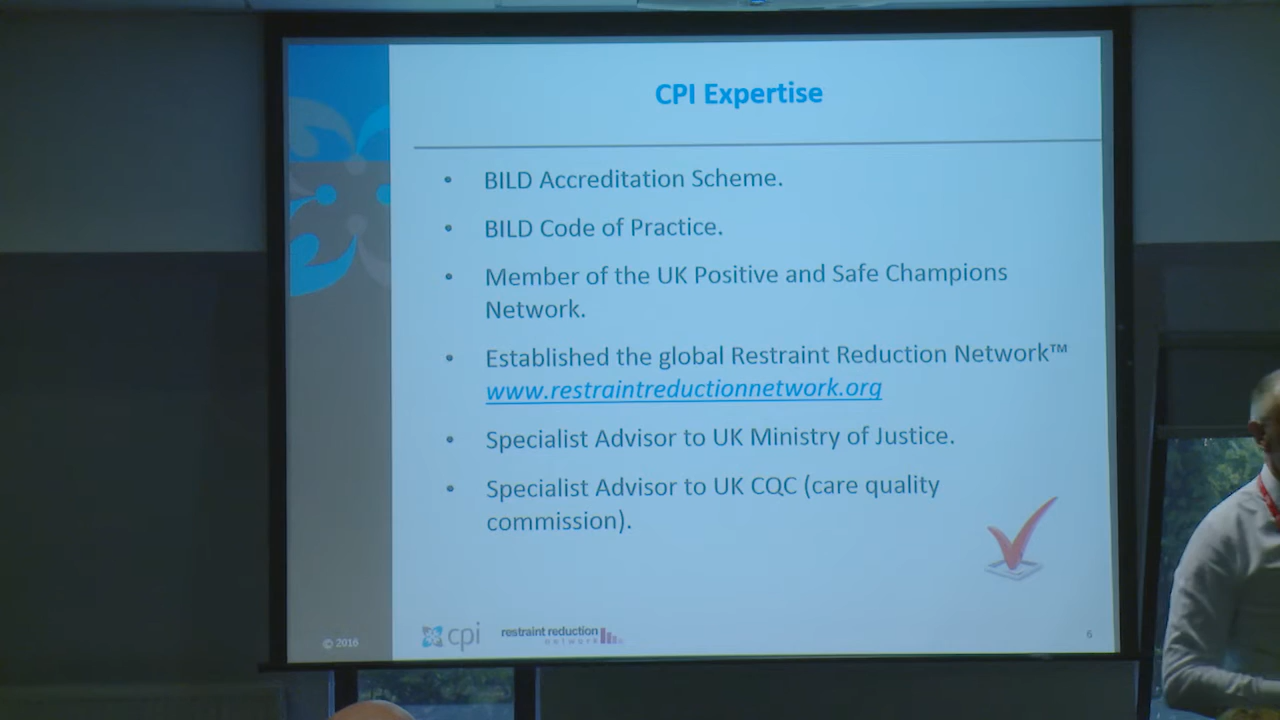 CPI Expertise
• BILD Accreditation Scheme.
• BILD Code of Practice.
• Member of the UK Positive and Safe Champions
Network.
• Established the global Restraint Reduction Network™
www.restraintreductionnetwork.org
• Specialist Advisor to UK Ministry of Justice.
• Specialist Advisor to UK CQC (care quality
commission).
© 2016
cpi
restraint reduction
network
6